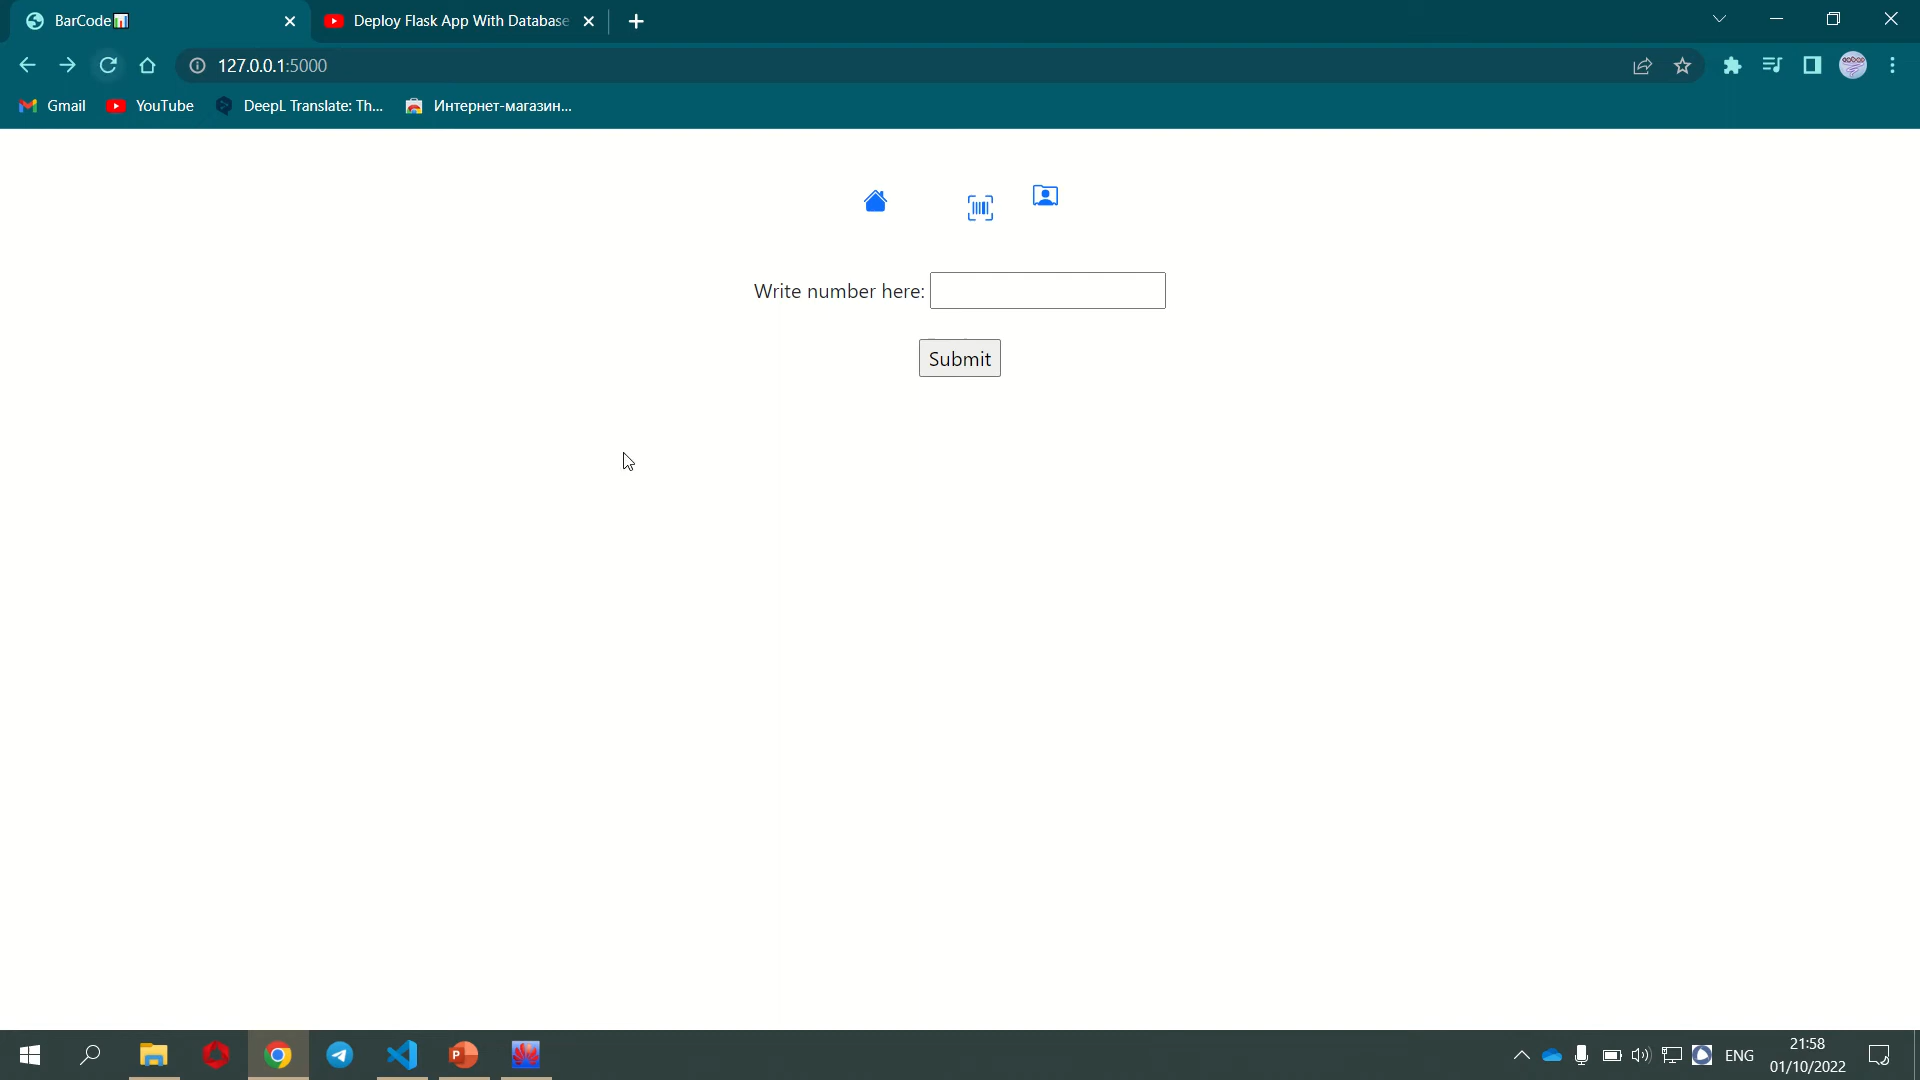 BarCode📊
Deploy Flask App With Database
127.0.0.1:5000
Gmail
YouTube
DeepL Translate: Th...
Интернет-магазин...
Write number here:
Submit
ENG
21:58
01/10/2022